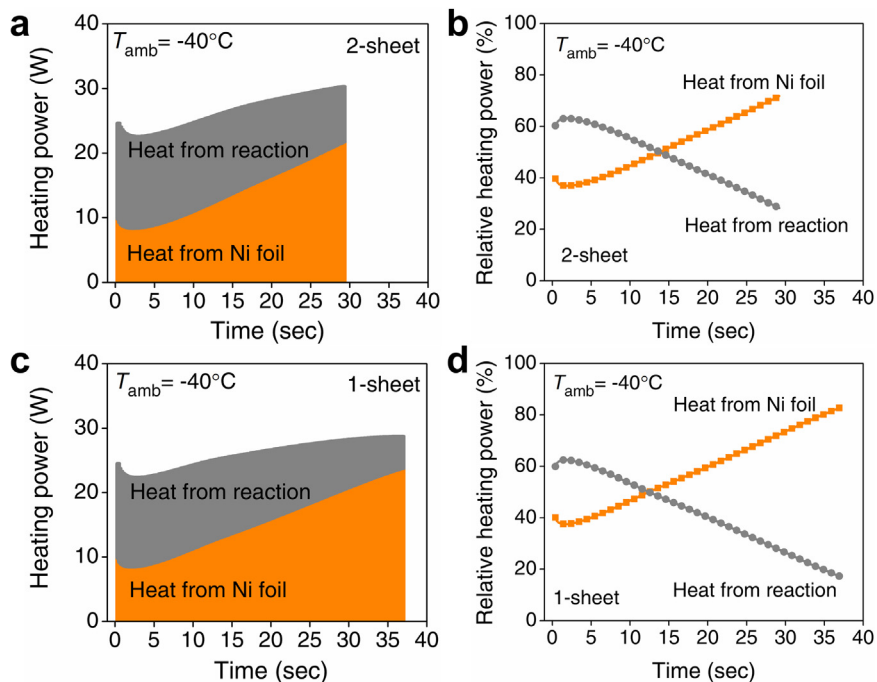 a
T_amb = -40°C
2-sheet
Heating power (W)
40
30
20
10
0
Heat from reaction
Heat from Ni foil
0 5 10 15 20 25 30 35 40
Time (sec)
b
T_amb = -40°C
Relative heating power (%)
100
80
60
40
20
0
Heat from Ni foil
Heat from reaction
2-sheet
0 5 10 15 20 25 30 35 40
Time (sec)
c
T_amb = -40°C
1-sheet
Heating power (W)
40
30
20
10
0
Heat from reaction
Heat from Ni foil
0 5 10 15 20 25 30 35 40
Time (sec)
d
T_amb = -40°C
Relative heating power (%)
100
80
60
40
20
0
Heat from Ni foil
Heat from reaction
1-sheet
0 5 10 15 20 25 30 35 40
Time (sec)